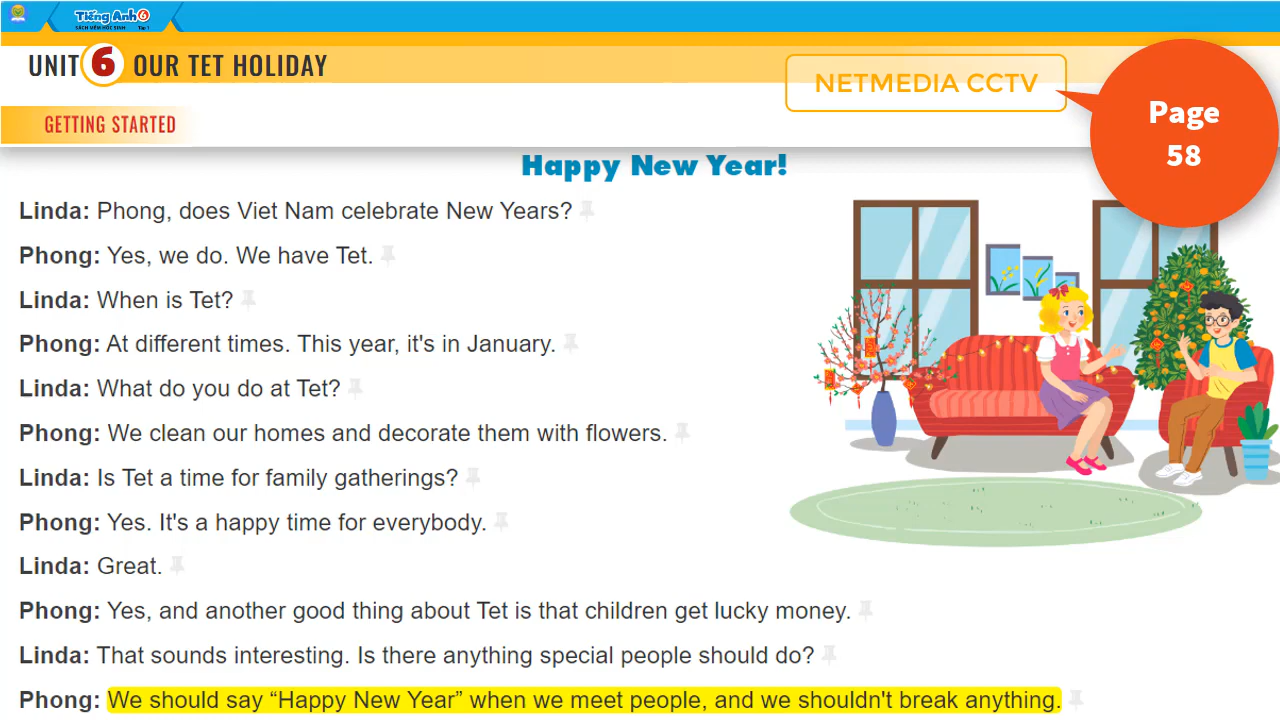 Tiếng Anh 6
SÁCH MỀM HỌC SINH Tập 1
UNIT 6 OUR TET HOLIDAY
NETMEDIA CCTV
Page
58
GETTING STARTED
Happy New Year!
Linda: Phong, does Viet Nam celebrate New Years?
Phong: Yes, we do. We have Tet.
Linda: When is Tet?
Phong: At different times. This year, it's in January.
Linda: What do you do at Tet?
Phong: We clean our homes and decorate them with flowers.
Linda: Is Tet a time for family gatherings?
Phong: Yes. It's a happy time for everybody.
Linda: Great.
Phong: Yes, and another good thing about Tet is that children get lucky money.
Linda: That sounds interesting. Is there anything special people should do?
Phong: We should say “Happy New Year” when we meet people, and we shouldn't break anything.